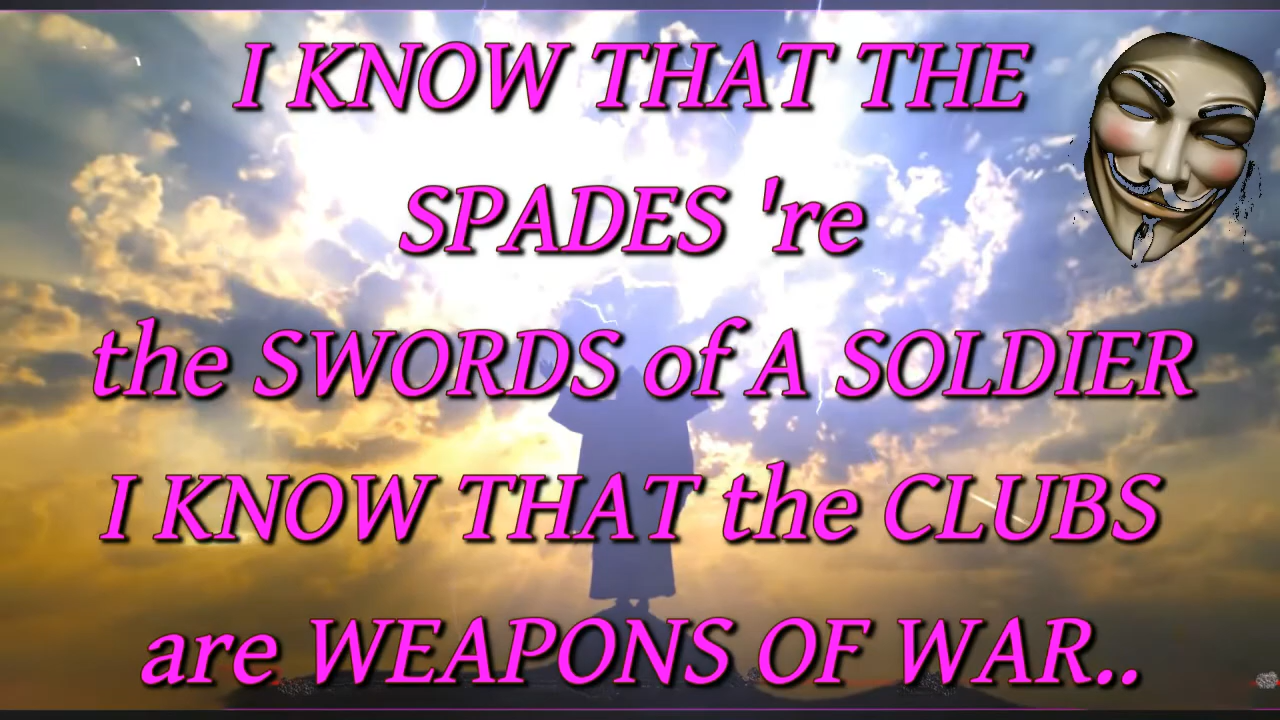 I KNOW THAT THE
SPADES 're
the SWORDS of A SOLDIER
I KNOW THAT the CLUBS
are WEAPONS OF WAR..